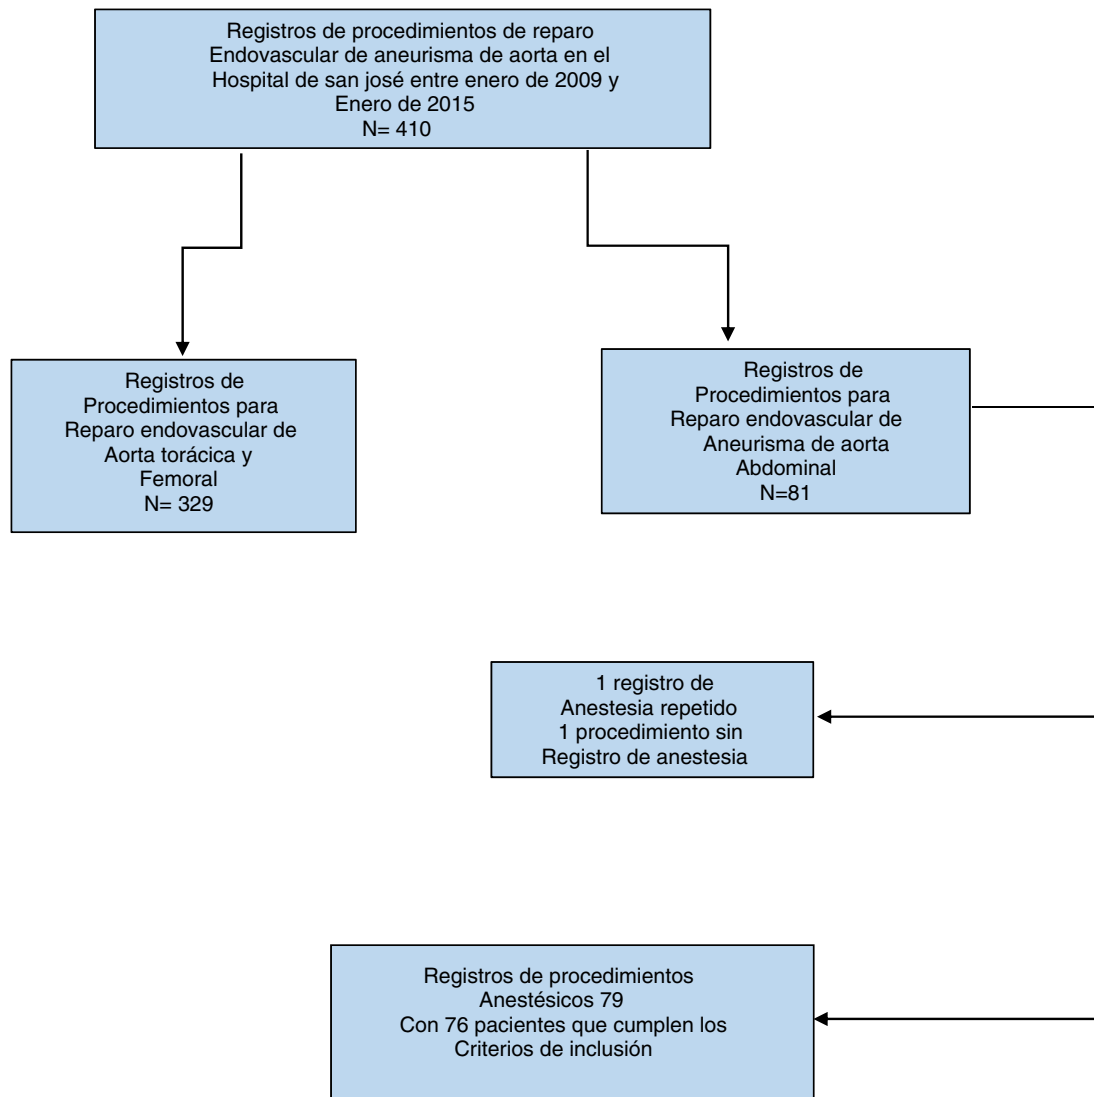 Registros de procedimientos de reparo
Endovascular de aneurisma de aorta en el
Hospital de san josé entre enero de 2009 y
Enero de 2015
N= 410
Registros de
Procedimientos para
Reparo endovascular de
Aorta torácica y
Femoral
N= 329
Registros de
Procedimientos para
Reparo endovascular de
Aneurisma de aorta
Abdominal
N=81
1 registro de
Anestesia repetido
1 procedimiento sin
Registro de anestesia
Registros de procedimientos
Anestésicos 79
Con 76 pacientes que cumplen los
Criterios de inclusión